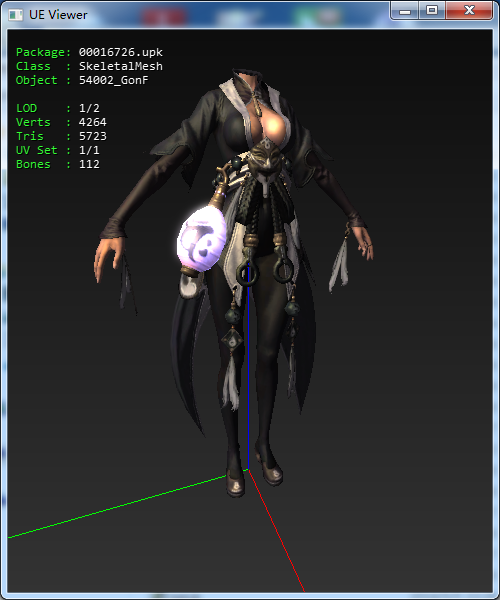 UE Viewer
Package: 00016726.upk
Class : SkeletalMesh
Object : 54002_GonF
LOD : 1/2
Verts : 4264
Tris : 5723
UV Set : 1/1
Bones : 112